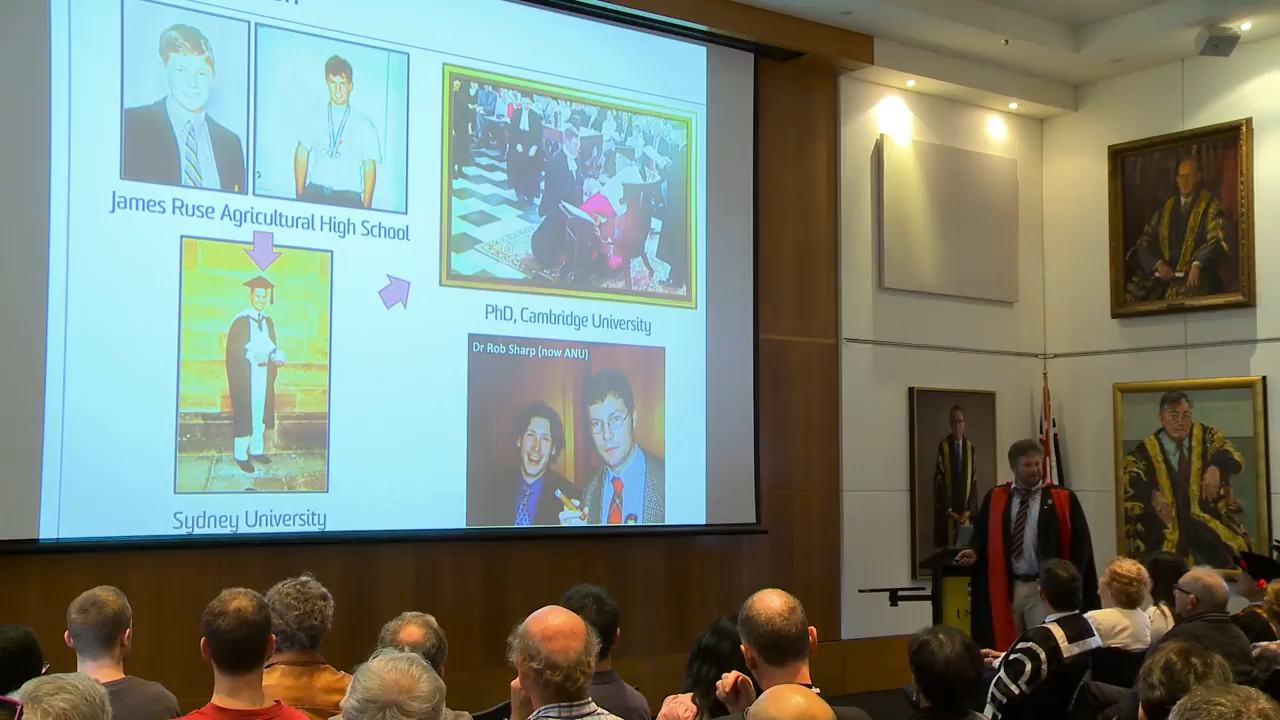 James Ruse Agricultural High School
PhD, Cambridge University
Dr Rob Sharp (now ANU)
Sydney University